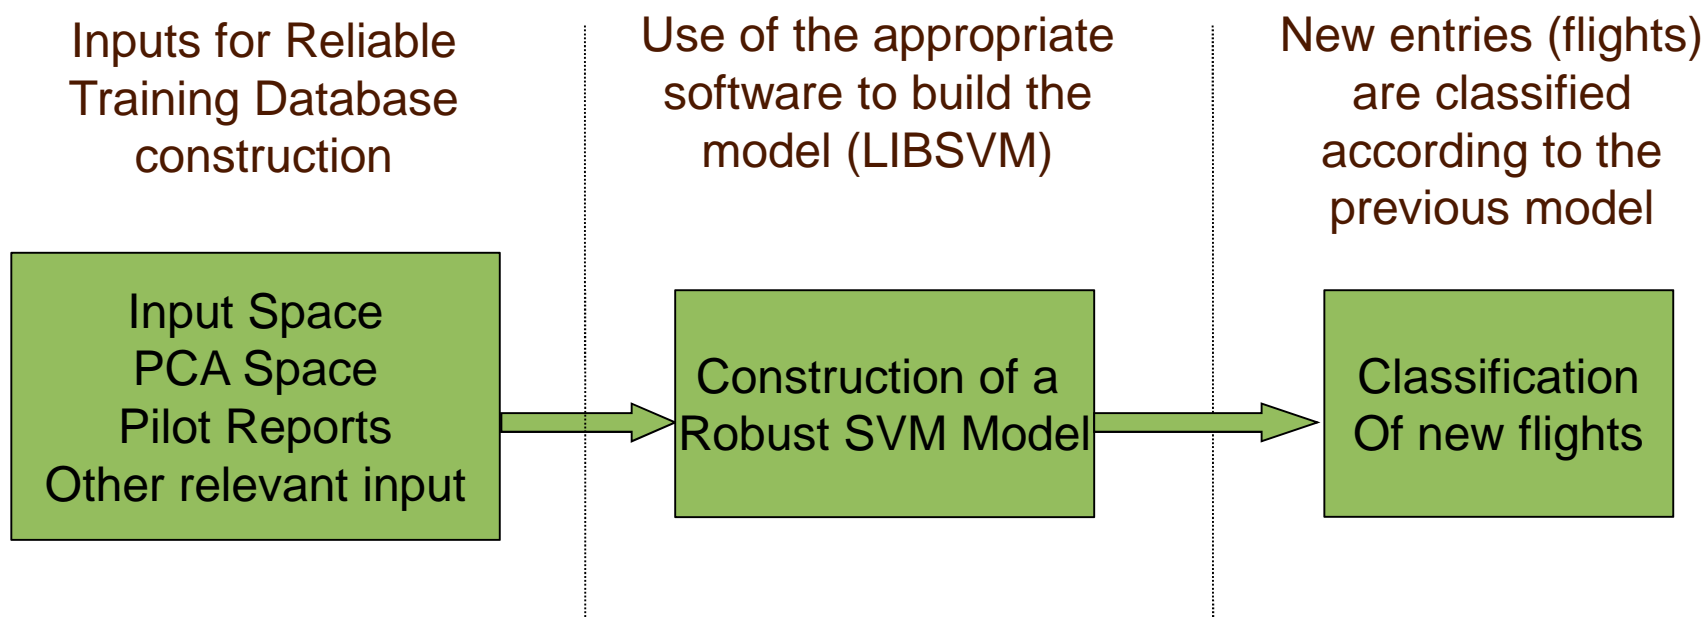 Inputs for Reliable
Training Database
construction
Use of the appropriate
software to build the
model (LIBSVM)
New entries (flights)
are classified
according to the
previous model
Input Space
PCA Space
Pilot Reports
Other relevant input
Construction of a
Robust SVM Model
Classification
Of new flights